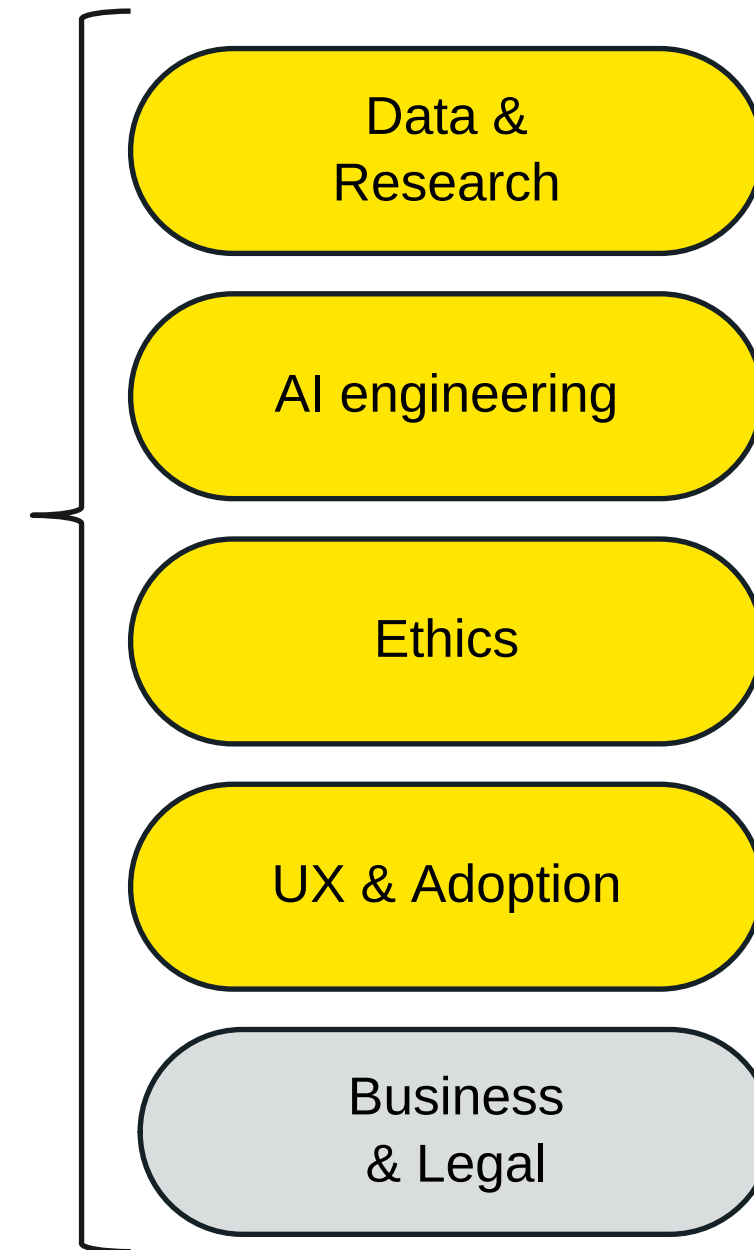 Data &
Research
AI engineering
Ethics
UX & Adoption
Business
& Legal